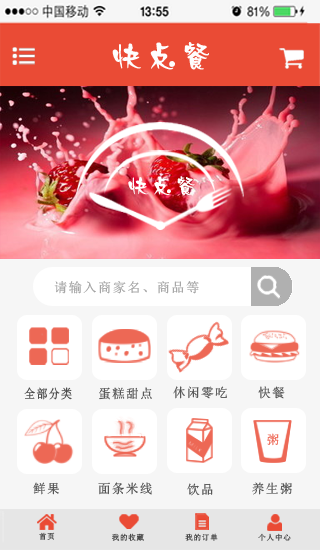 中国移动 13:55 81%
快点餐
快点餐
请输入商家名、商品等
全部分类 蛋糕甜点 休闲零吃 快餐
粥
鲜果 面条米线 饮品 养生粥
首页 我的收藏 我的订单 个人中心